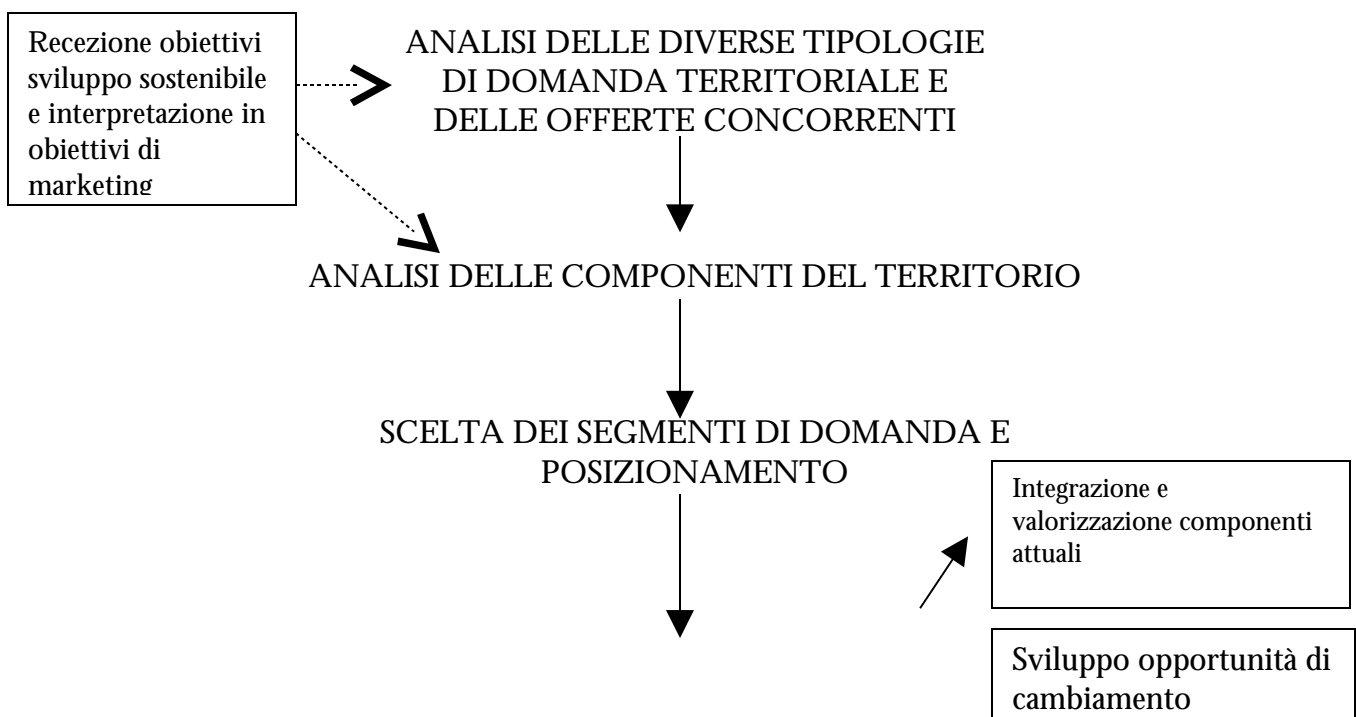 Recezione obiettivi
sviluppo sostenibile
e interpretazione in
obiettivi di
marketing
ANALISI DELLE DIVERSE TIPOLOGIE
DI DOMANDA TERRITORIALE E
DELLE OFFERTE CONCORRENTI
ANALISI DELLE COMPONENTI DEL TERRITORIO
SCELTA DEI SEGMENTI DI DOMANDA E
POSIZIONAMENTO
Integrazione e
valorizzazione componenti
attuali
Sviluppo opportunità di
cambiamento